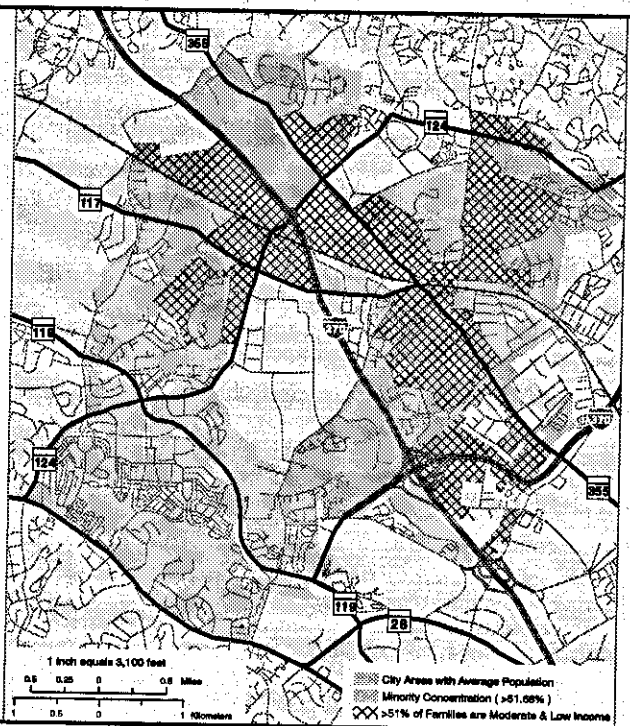 355
124
117
I-370
119
124
355
119
28
1 inch equals 3,100 feet
0.5 0.25 0 0.5 Miles
1 0.5 0 1 Kilometers
City Areas with Average Population
Minority Concentration ( >51.68% )
>51% of Families are Moderate & Low Income